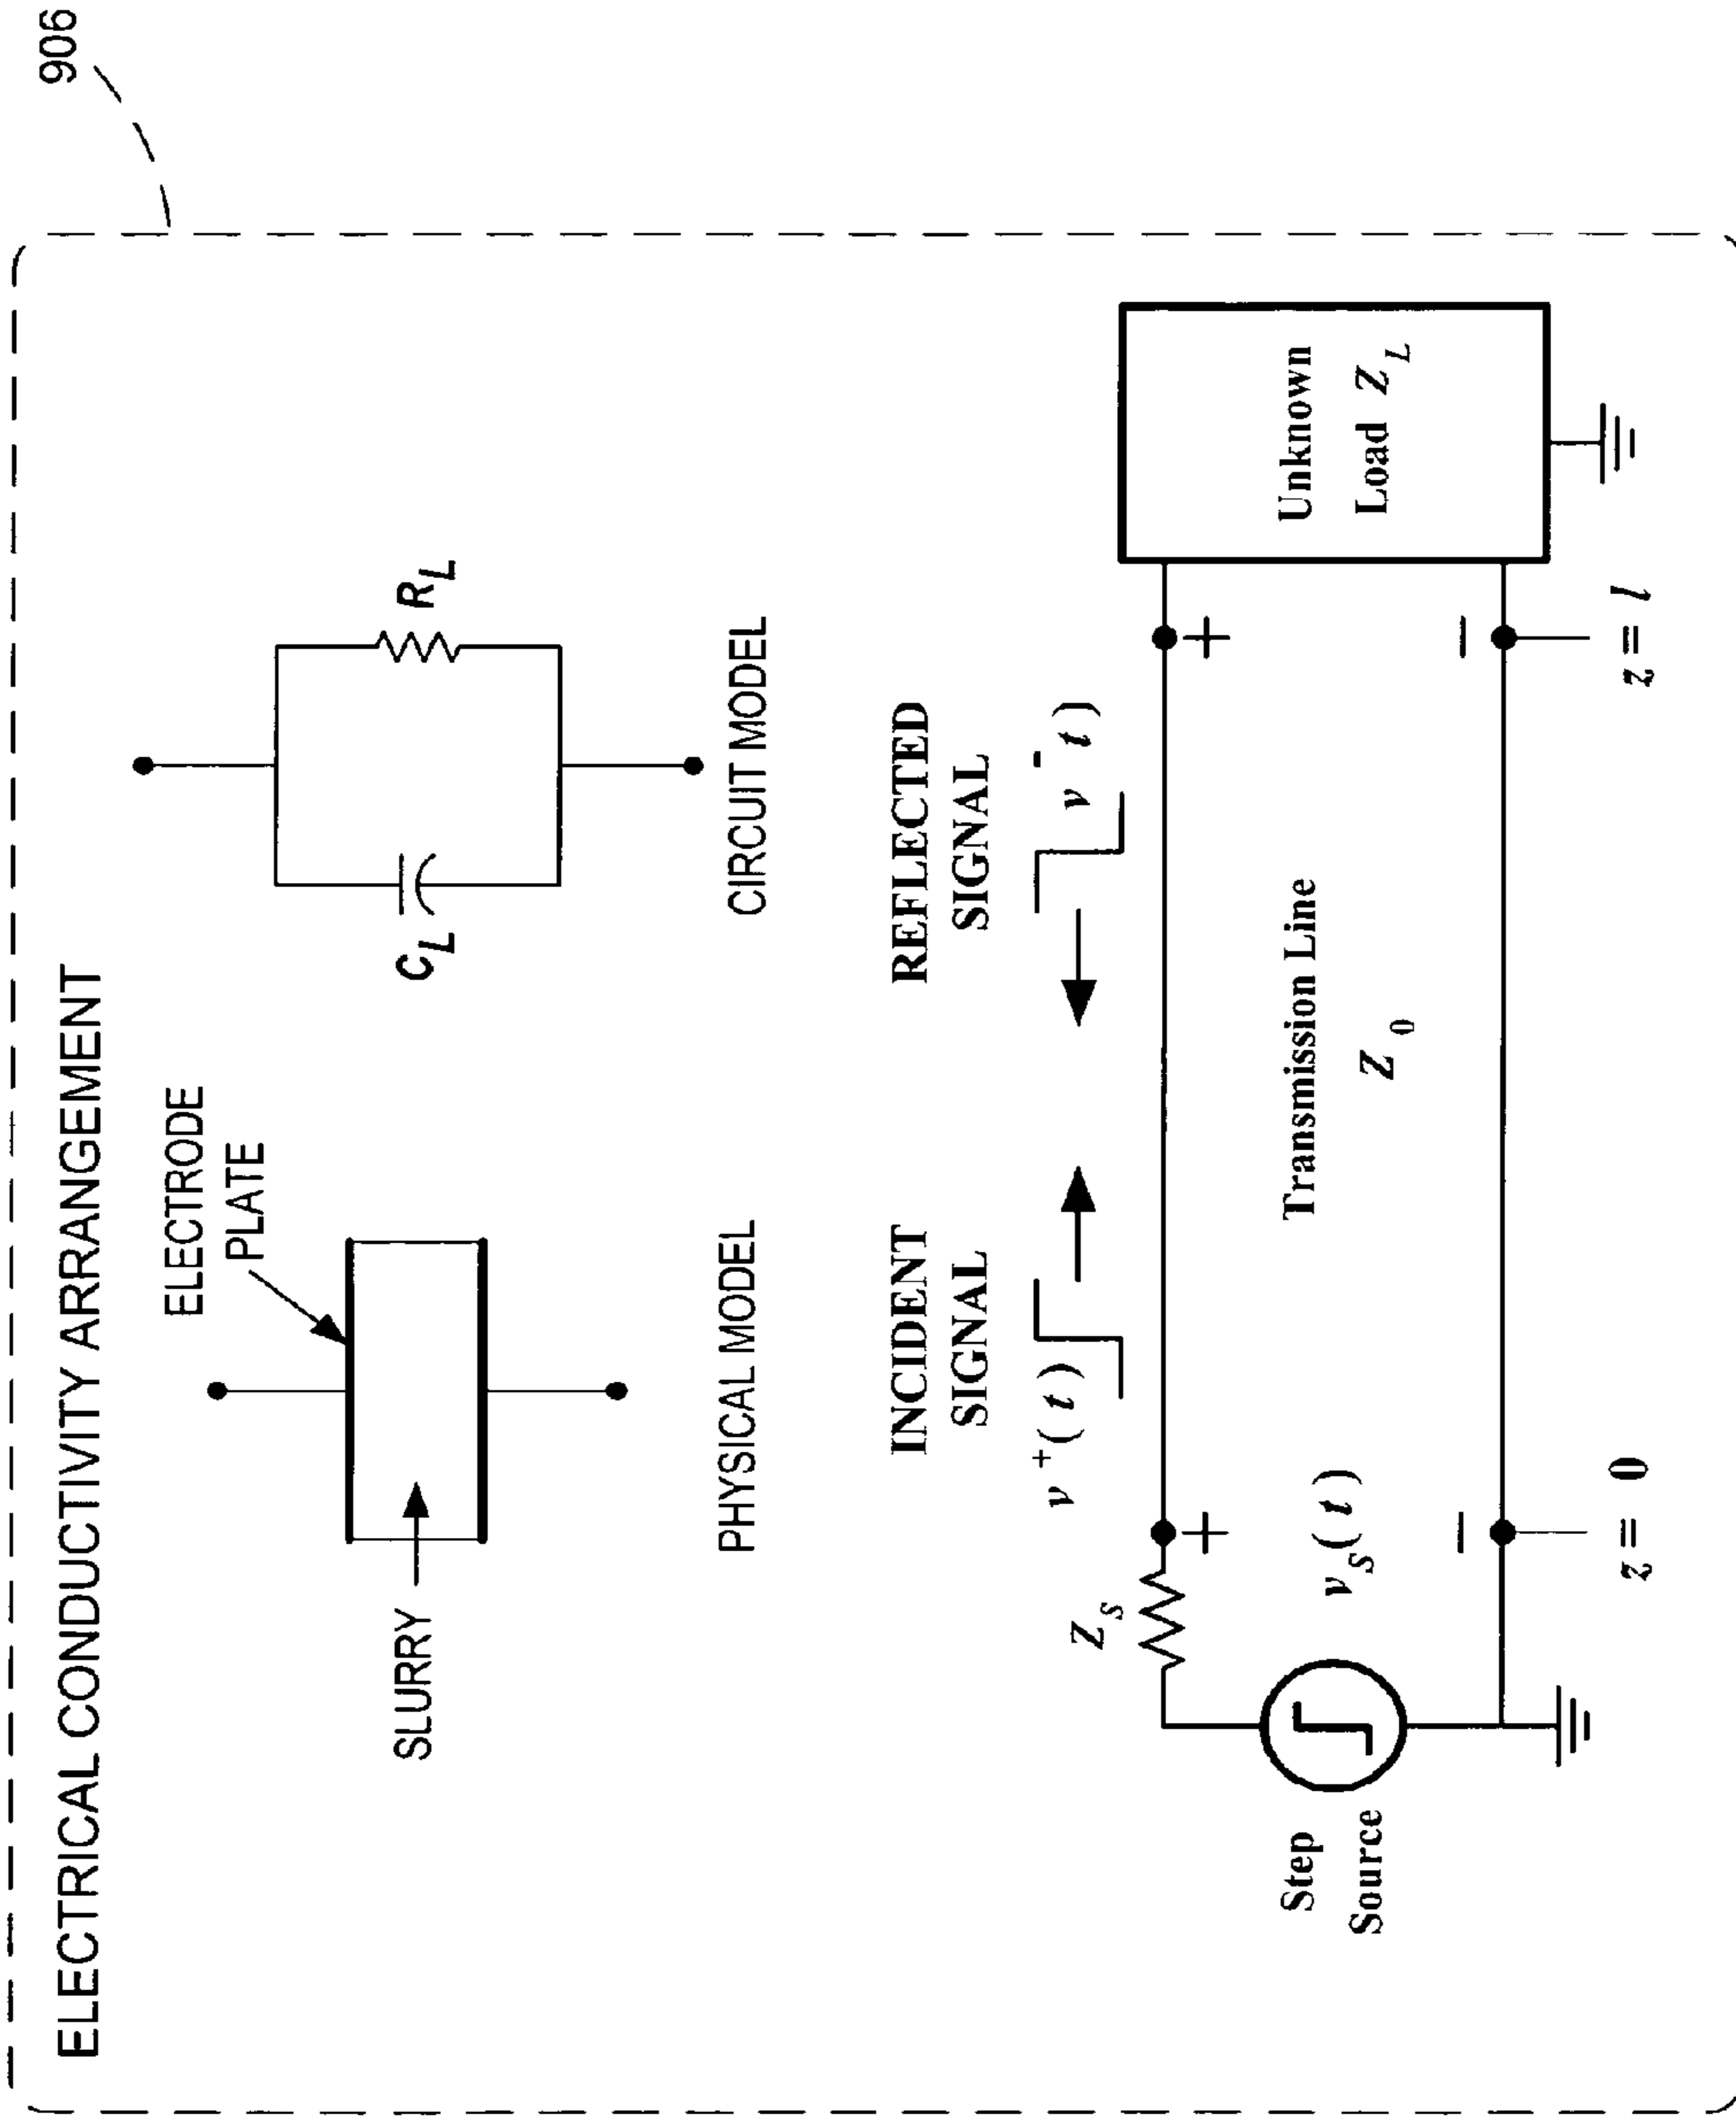 906
ELECTRICAL CONDUCTIVITY ARRANGEMENT
ELECTRODE
PLATE
SLURRY
PHYSICAL MODEL
C_L
R_L
CIRCUIT MODEL
INCIDENT
SIGNAL
v^+(t)
REFLECTED
SIGNAL
v^- t)
Z_s
+
+
Step
Source
v_s(t)
Transmission Line
Z_0
Unknown
Load Z_L
−
−
z = 0
z = l